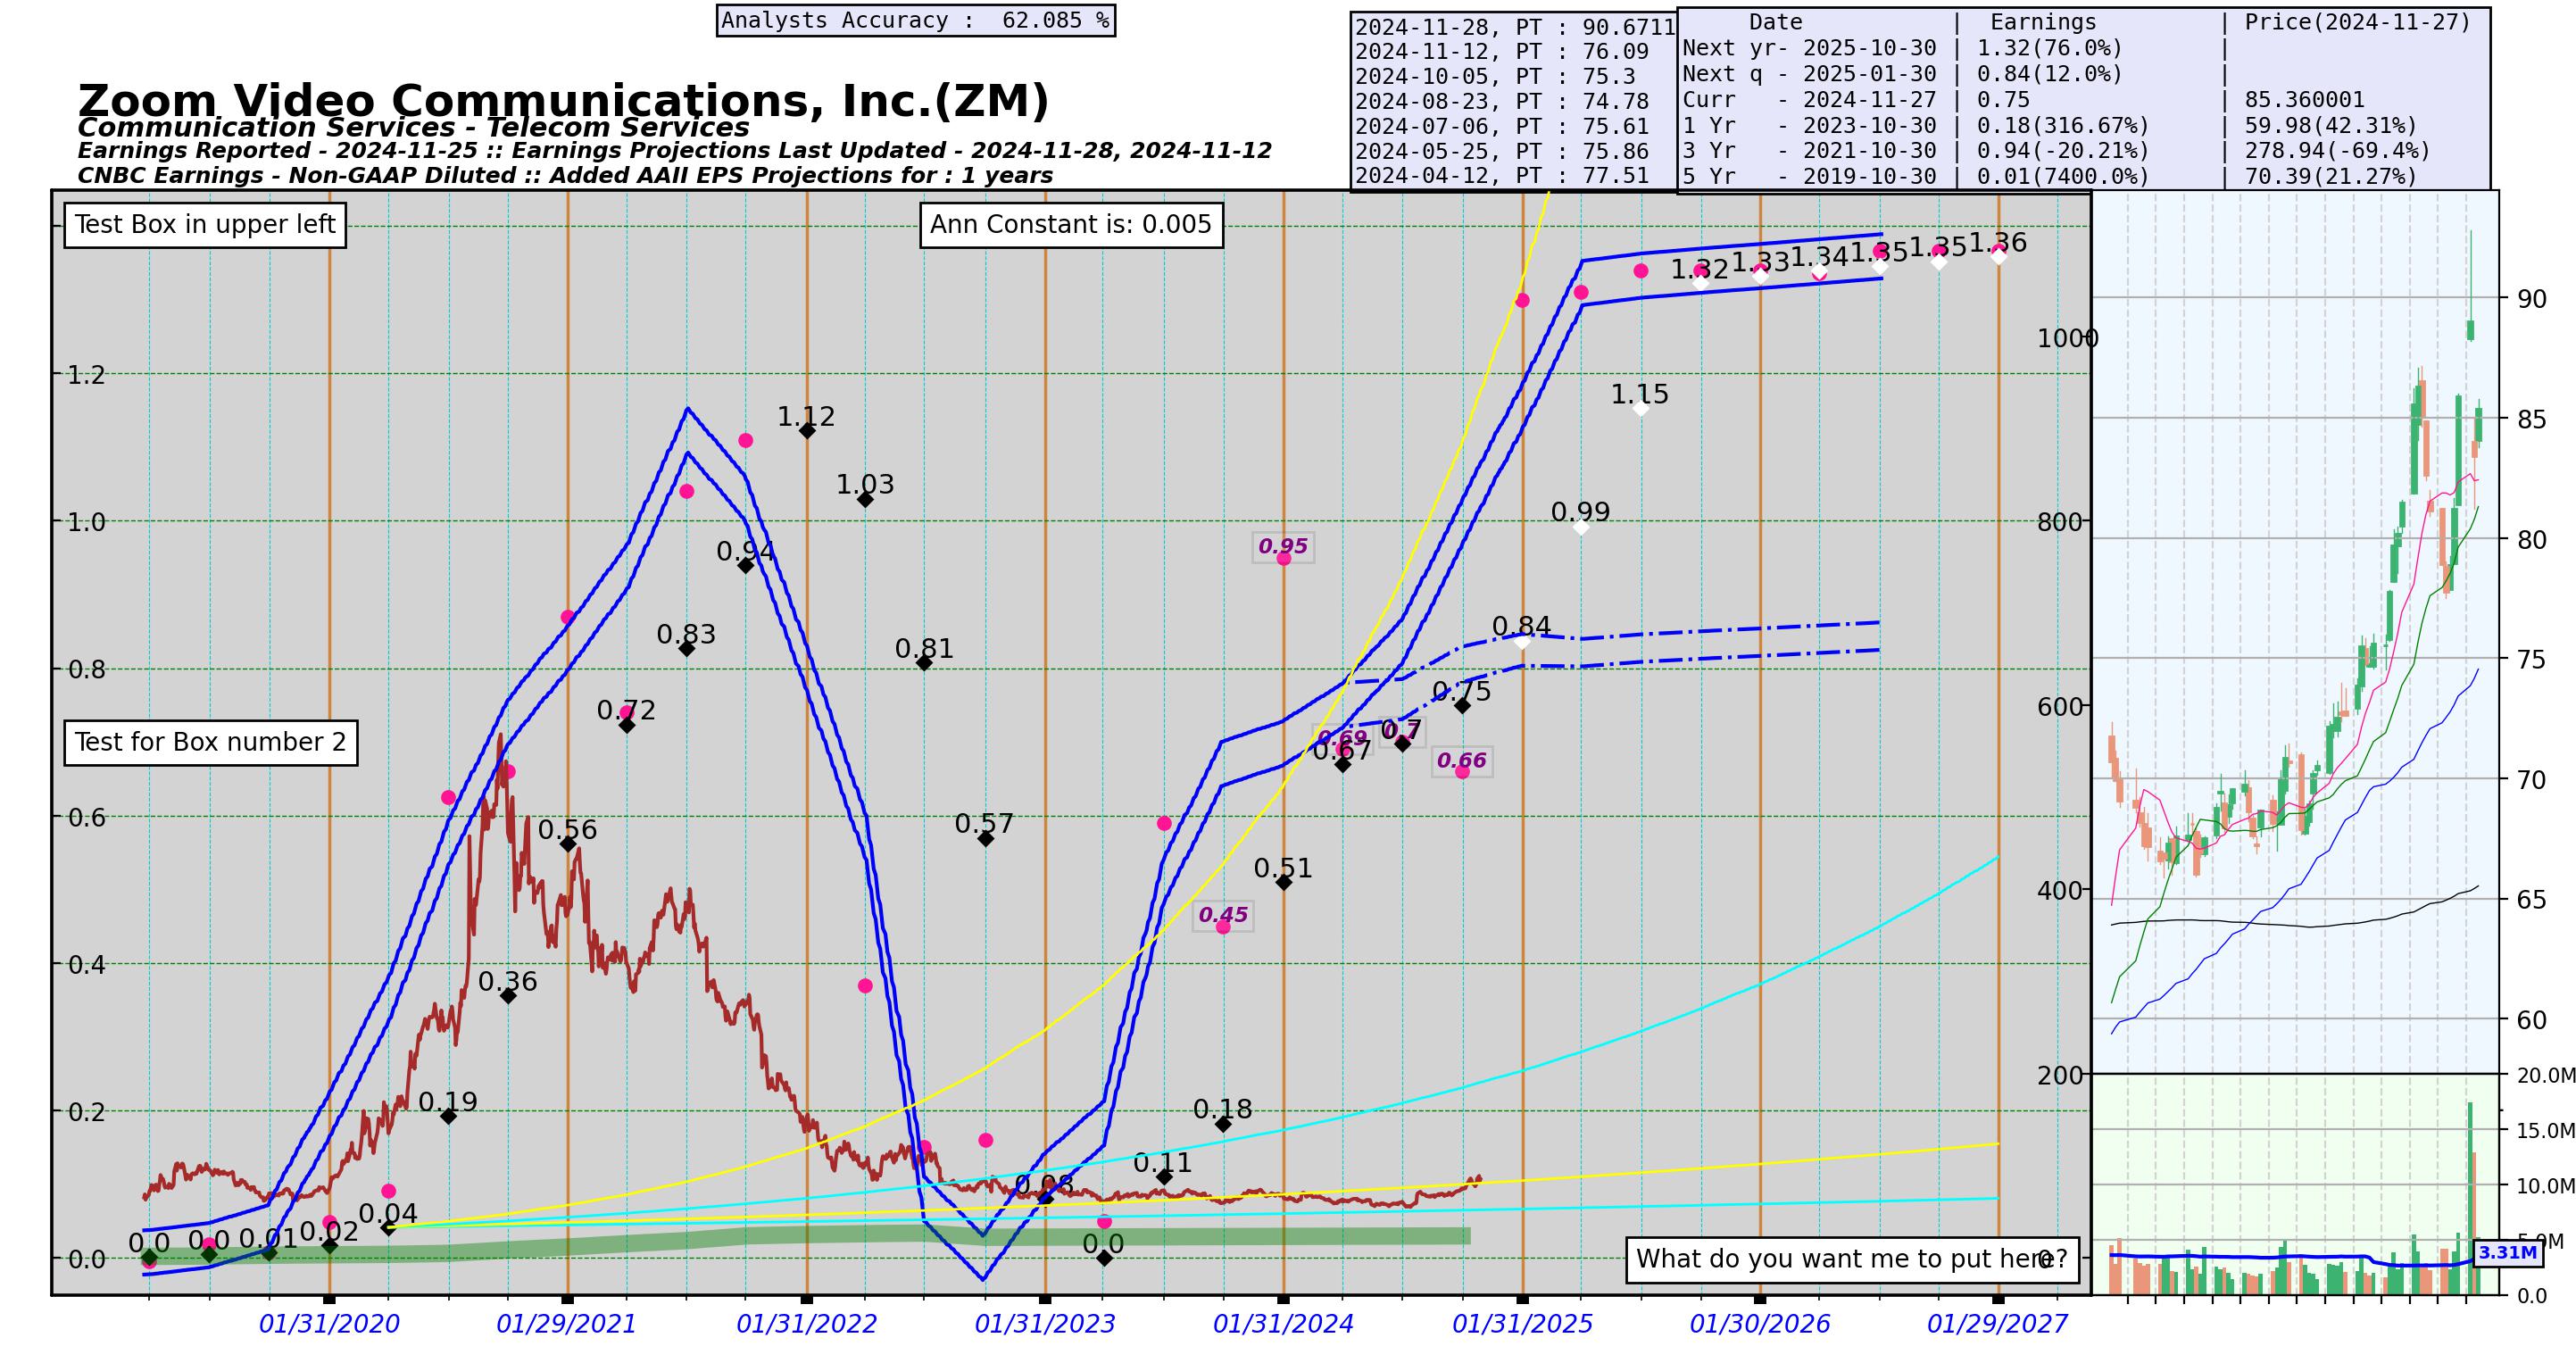 Analysts Accuracy :  62.085 %
2024-11-28, PT : 90.6711
2024-11-12, PT : 76.09
2024-10-05, PT : 75.3
2024-08-23, PT : 74.78
2024-07-06, PT : 75.61
2024-05-25, PT : 75.86
2024-04-12, PT : 77.51
Date | Earnings | Price(2024-11-27)
Next yr- 2025-10-30 | 1.32(76.0%) |
Next q - 2025-01-30 | 0.84(12.0%) |
Curr - 2024-11-27 | 0.75 | 85.360001
1 Yr - 2023-10-30 | 0.18(316.67%) | 59.98(42.31%)
3 Yr - 2021-10-30 | 0.94(-20.21%) | 278.94(-69.4%)
5 Yr - 2019-10-30 | 0.01(7400.0%) | 70.39(21.27%)
Zoom Video Communications, Inc.(ZM)
Communication Services - Telecom Services
Earnings Reported - 2024-11-25 :: Earnings Projections Last Updated - 2024-11-28, 2024-11-12
CNBC Earnings - Non-GAAP Diluted :: Added AAII EPS Projections for : 1 years
Test Box in upper left
Ann Constant is: 0.005
Test for Box number 2
What do you want me to put here?
1.2
1.0
0.8
0.6
0.4
0.2
0.0
0.0
0.0
0.01
0.02
0.04
0.19
0.36
0.56
0.72
0.83
0.94
1.12
1.03
0.81
0.57
0.08
0.0
0.11
0.18
0.45
0.51
0.95
0.69
0.67
0.7
0.7
0.75
0.66
0.84
0.99
1.15
1.32
1.33
1.34
1.35
1.35
1.36
1000
800
600
400
200
0
90
85
80
75
70
65
60
20.0M
15.0M
10.0M
5.0M
3.31M
0.0
01/31/2020
01/29/2021
01/31/2022
01/31/2023
01/31/2024
01/31/2025
01/30/2026
01/29/2027